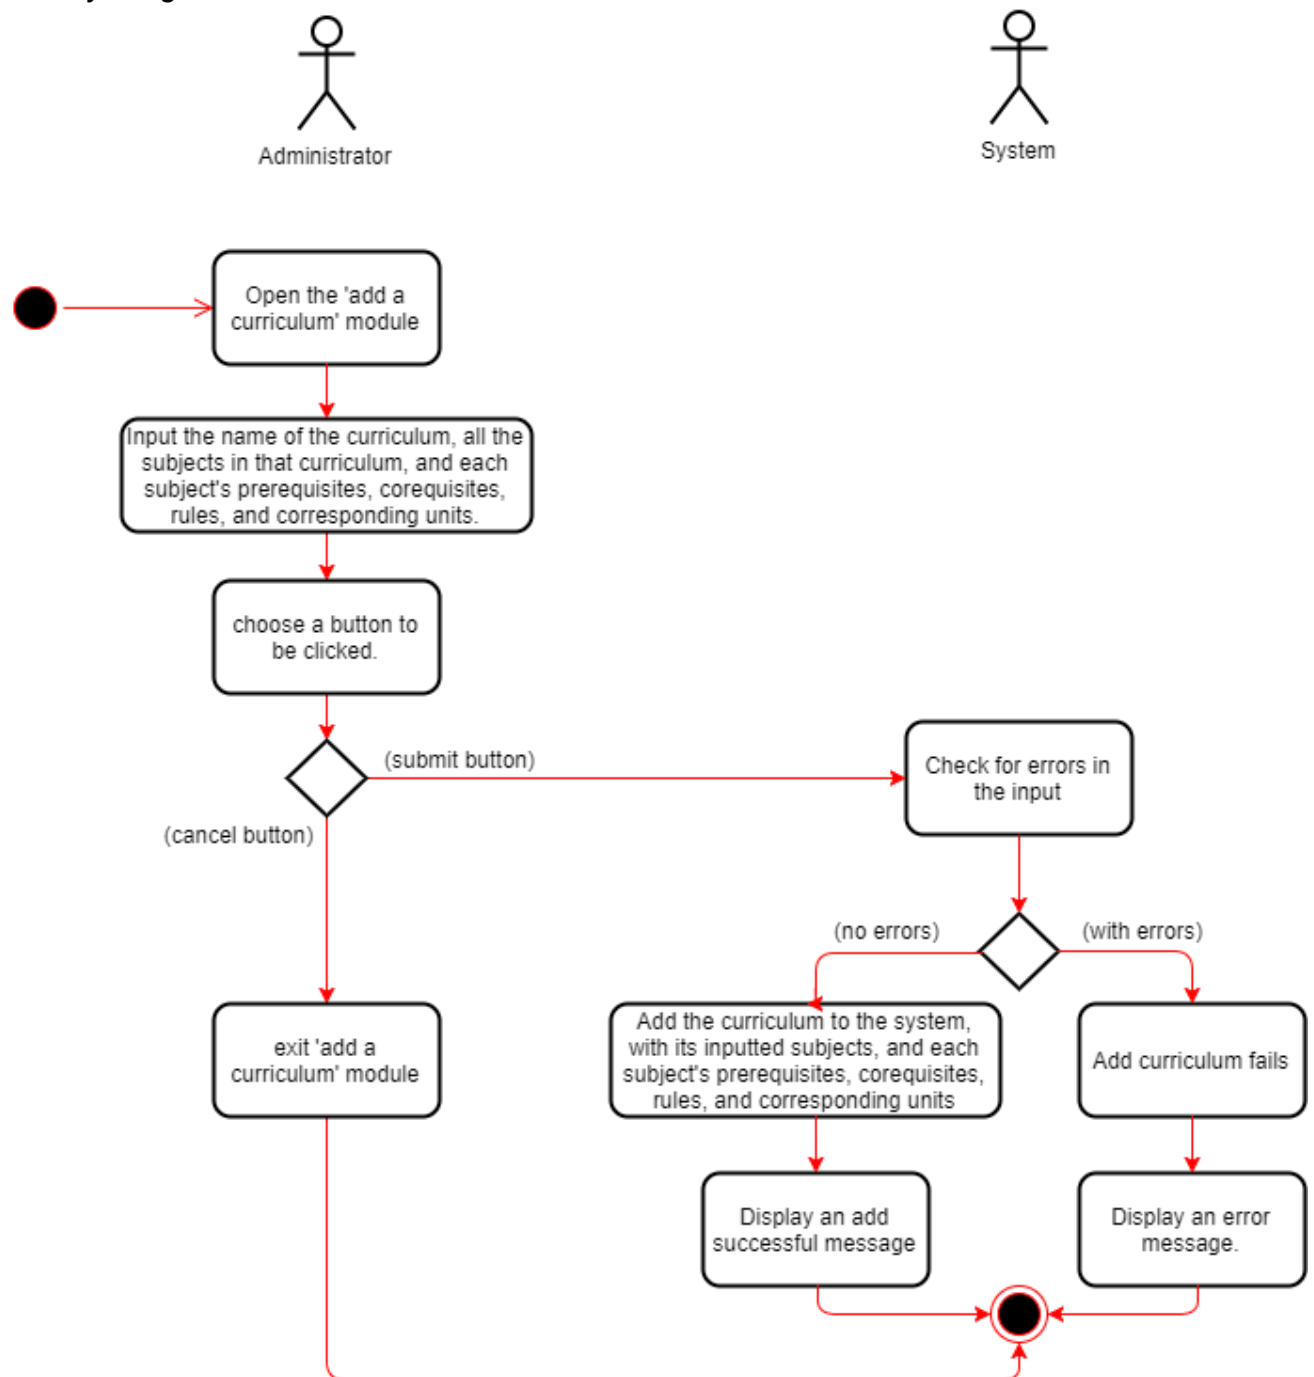 Administrator
System
Open the 'add a
curriculum' module
Input the name of the curriculum, all the
subjects in that curriculum, and each
subject's prerequisites, corequisites,
rules, and corresponding units.
choose a button to
be clicked.
(submit button)
(cancel button)
Check for errors in
the input
(no errors)
(with errors)
exit 'add a
curriculum' module
Add the curriculum to the system,
with its inputted subjects, and each
subject's prerequisites, corequisites,
rules, and corresponding units
Add curriculum fails
Display an add
successful message
Display an error
message.